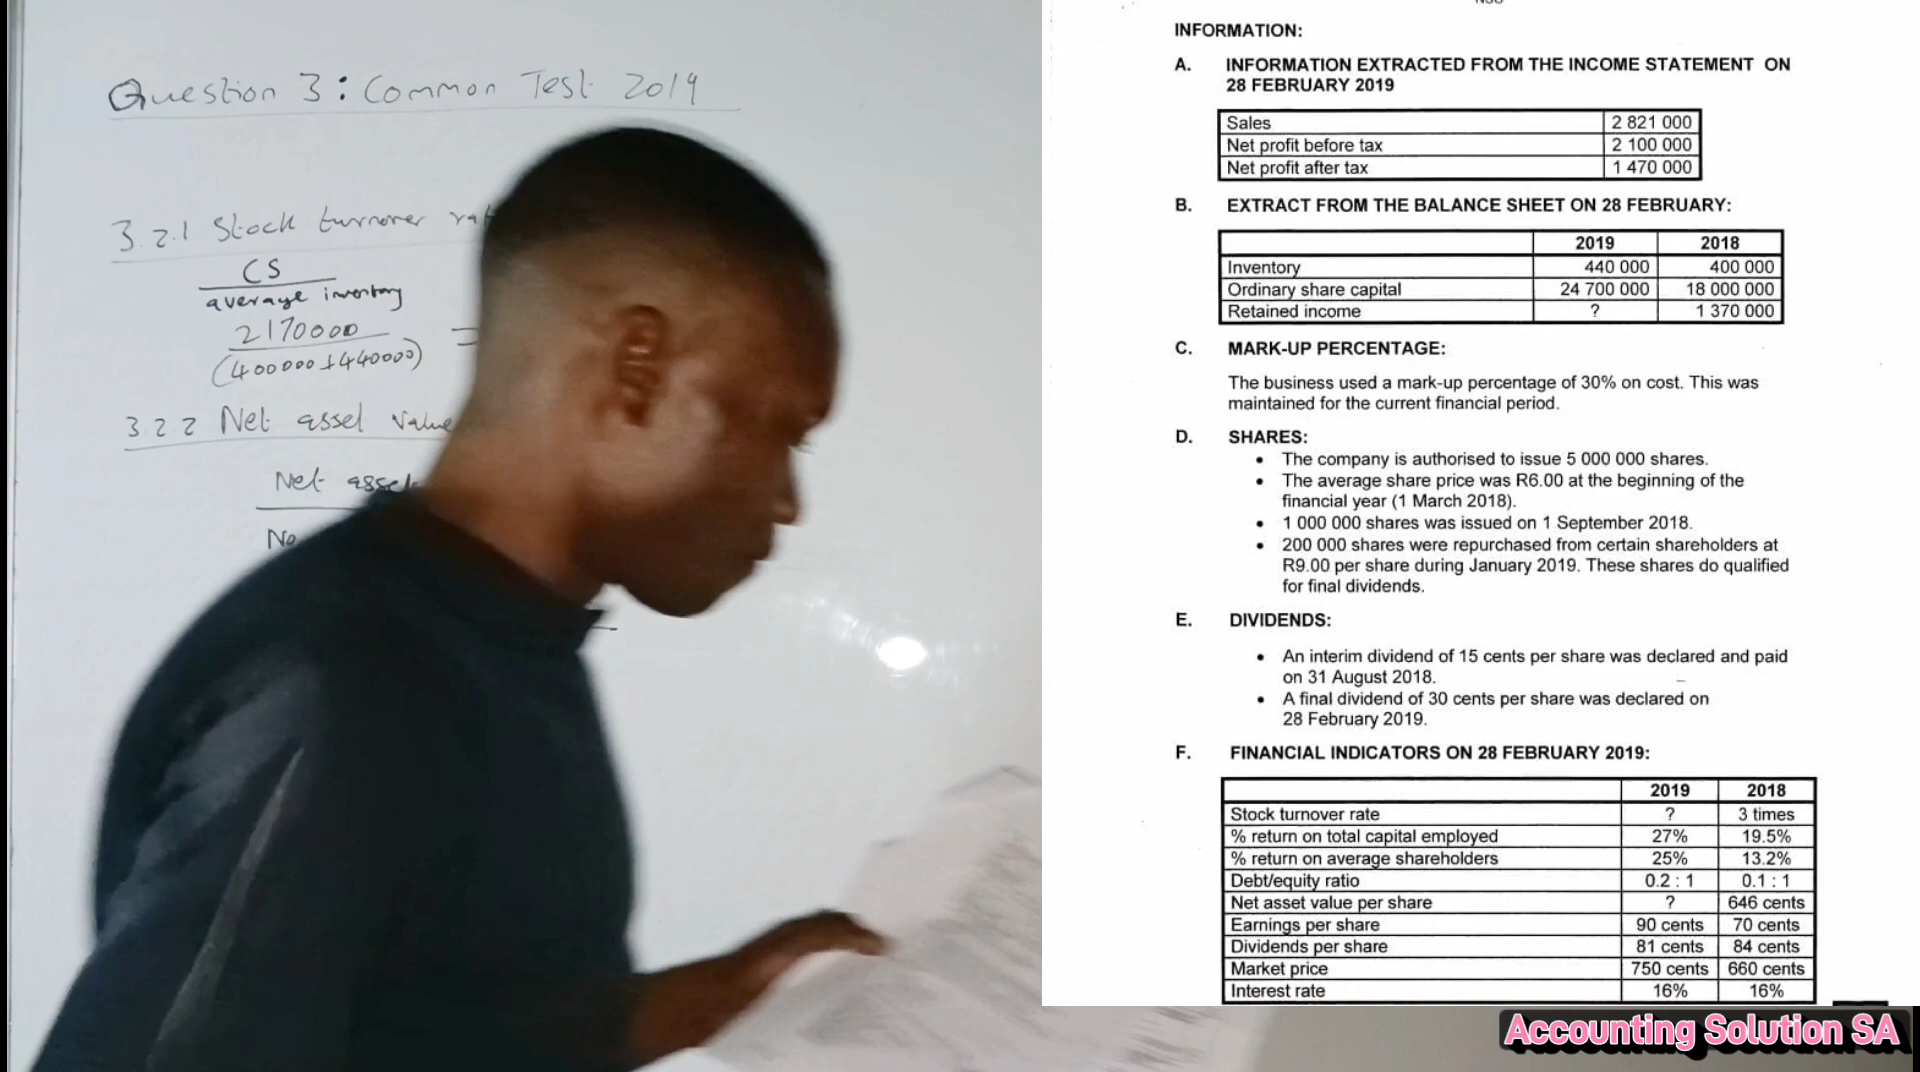 Question 3: Common Test 2019
3.2.1 Stock turnover
CS
average inventory
2170000
(400000+440000)
=
3.2.2 Net asset value
Net asset
No
INFORMATION:
A. INFORMATION EXTRACTED FROM THE INCOME STATEMENT ON
28 FEBRUARY 2019
Sales 2 821 000
Net profit before tax 2 100 000
Net profit after tax 1 470 000
B. EXTRACT FROM THE BALANCE SHEET ON 28 FEBRUARY:
2019 2018
Inventory 440 000 400 000
Ordinary share capital 24 700 000 18 000 000
Retained income ? 1 370 000
C. MARK-UP PERCENTAGE:
The business used a mark-up percentage of 30% on cost. This was
maintained for the current financial period.
D. SHARES:
• The company is authorised to issue 5 000 000 shares.
• The average share price was R6.00 at the beginning of the
financial year (1 March 2018).
• 1 000 000 shares was issued on 1 September 2018.
• 200 000 shares were repurchased from certain shareholders at
R9.00 per share during January 2019. These shares do qualified
for final dividends.
E. DIVIDENDS:
• An interim dividend of 15 cents per share was declared and paid
on 31 August 2018.
• A final dividend of 30 cents per share was declared on
28 February 2019.
F. FINANCIAL INDICATORS ON 28 FEBRUARY 2019:
2019 2018
Stock turnover rate ? 3 times
% return on total capital employed 27% 19.5%
% return on average shareholders 25% 13.2%
Debt/equity ratio 0.2 : 1 0.1 : 1
Net asset value per share ? 646 cents
Earnings per share 90 cents 70 cents
Dividends per share 81 cents 84 cents
Market price 750 cents 660 cents
Interest rate 16% 16%
Accounting Solution SA